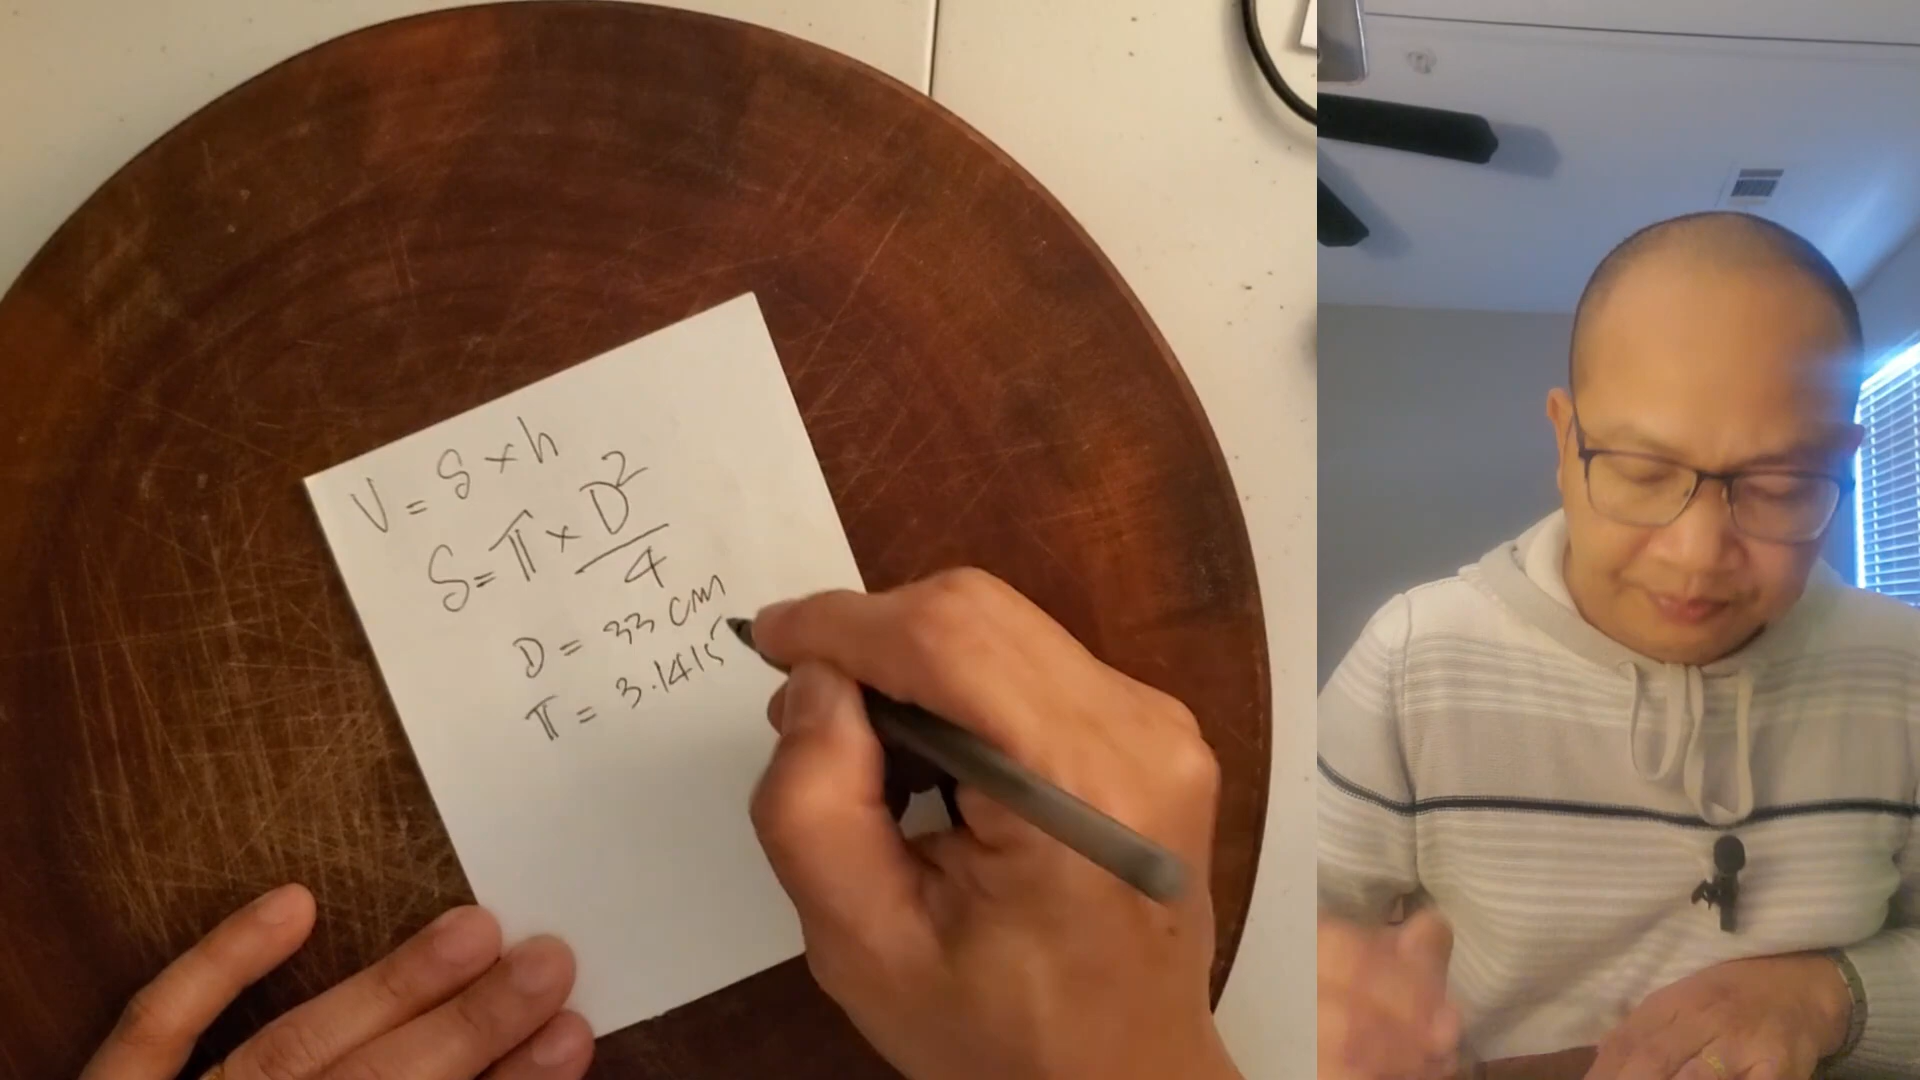 V = S × h
S = π × D²/4
D = 33 cm
π = 3.1415